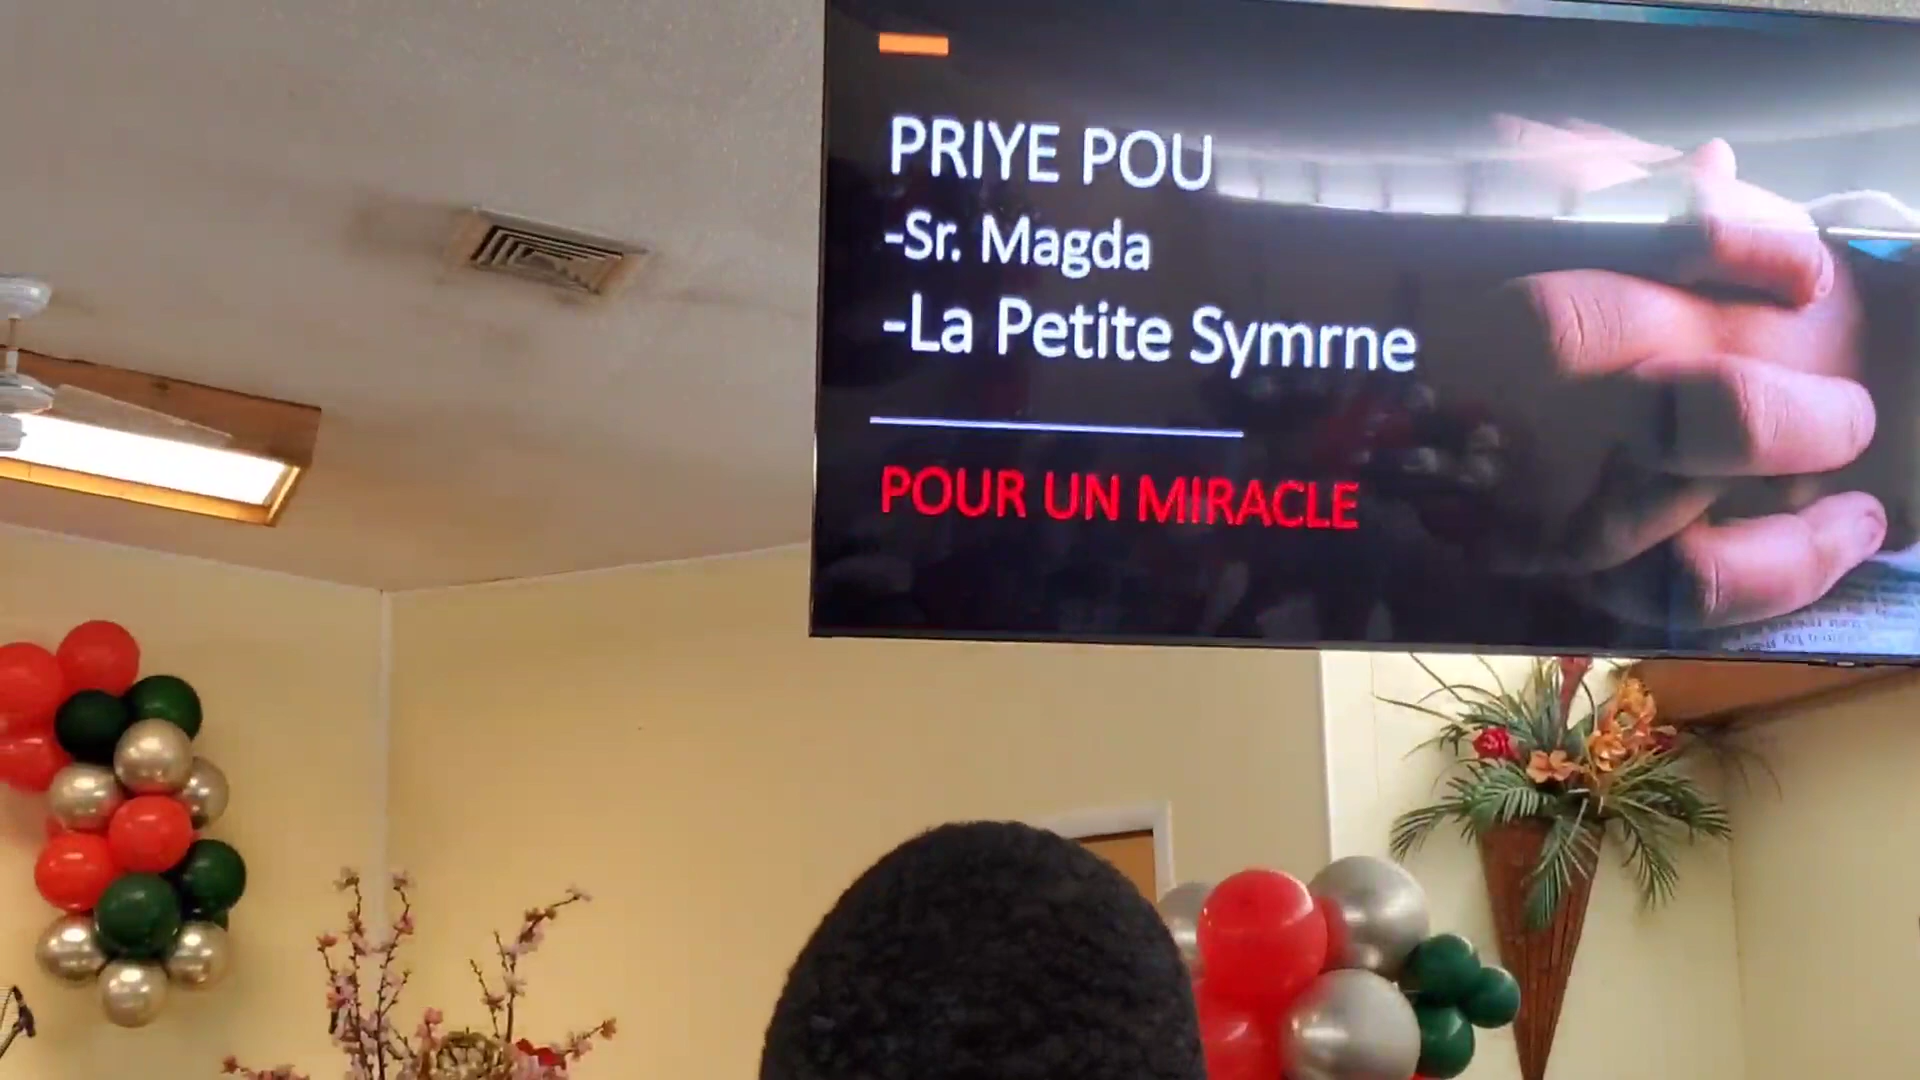 PRIYE POU
-Sr. Magda
-La Petite Symrne
POUR UN MIRACLE